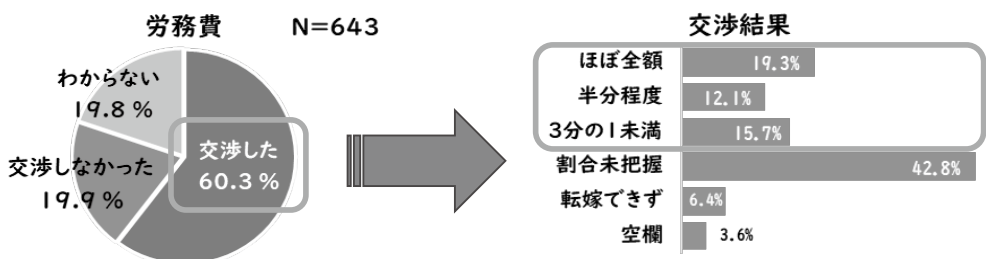 労務費 N=643
わからない
19.8 %
交渉しなかった
19.9 %
交渉した
60.3 %
交渉結果
ほぼ全額 19.3%
半分程度 12.1%
3分の1未満 15.7%
割合未把握 42.8%
転嫁できず 6.4%
空欄 3.6%